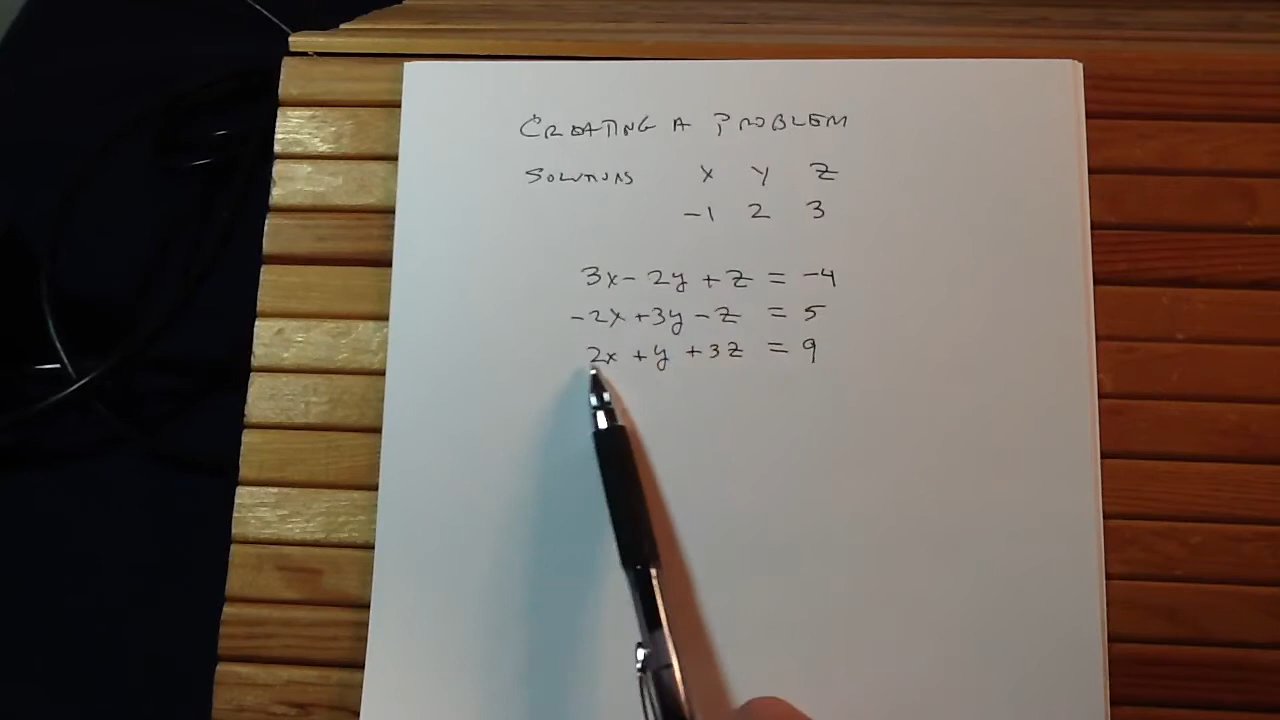 CREATING A PROBLEM
SOLUTIONS x y z
-1 2 3
3x - 2y + z = -4
-2x + 3y - z = 5
2x + y + 3z = 9